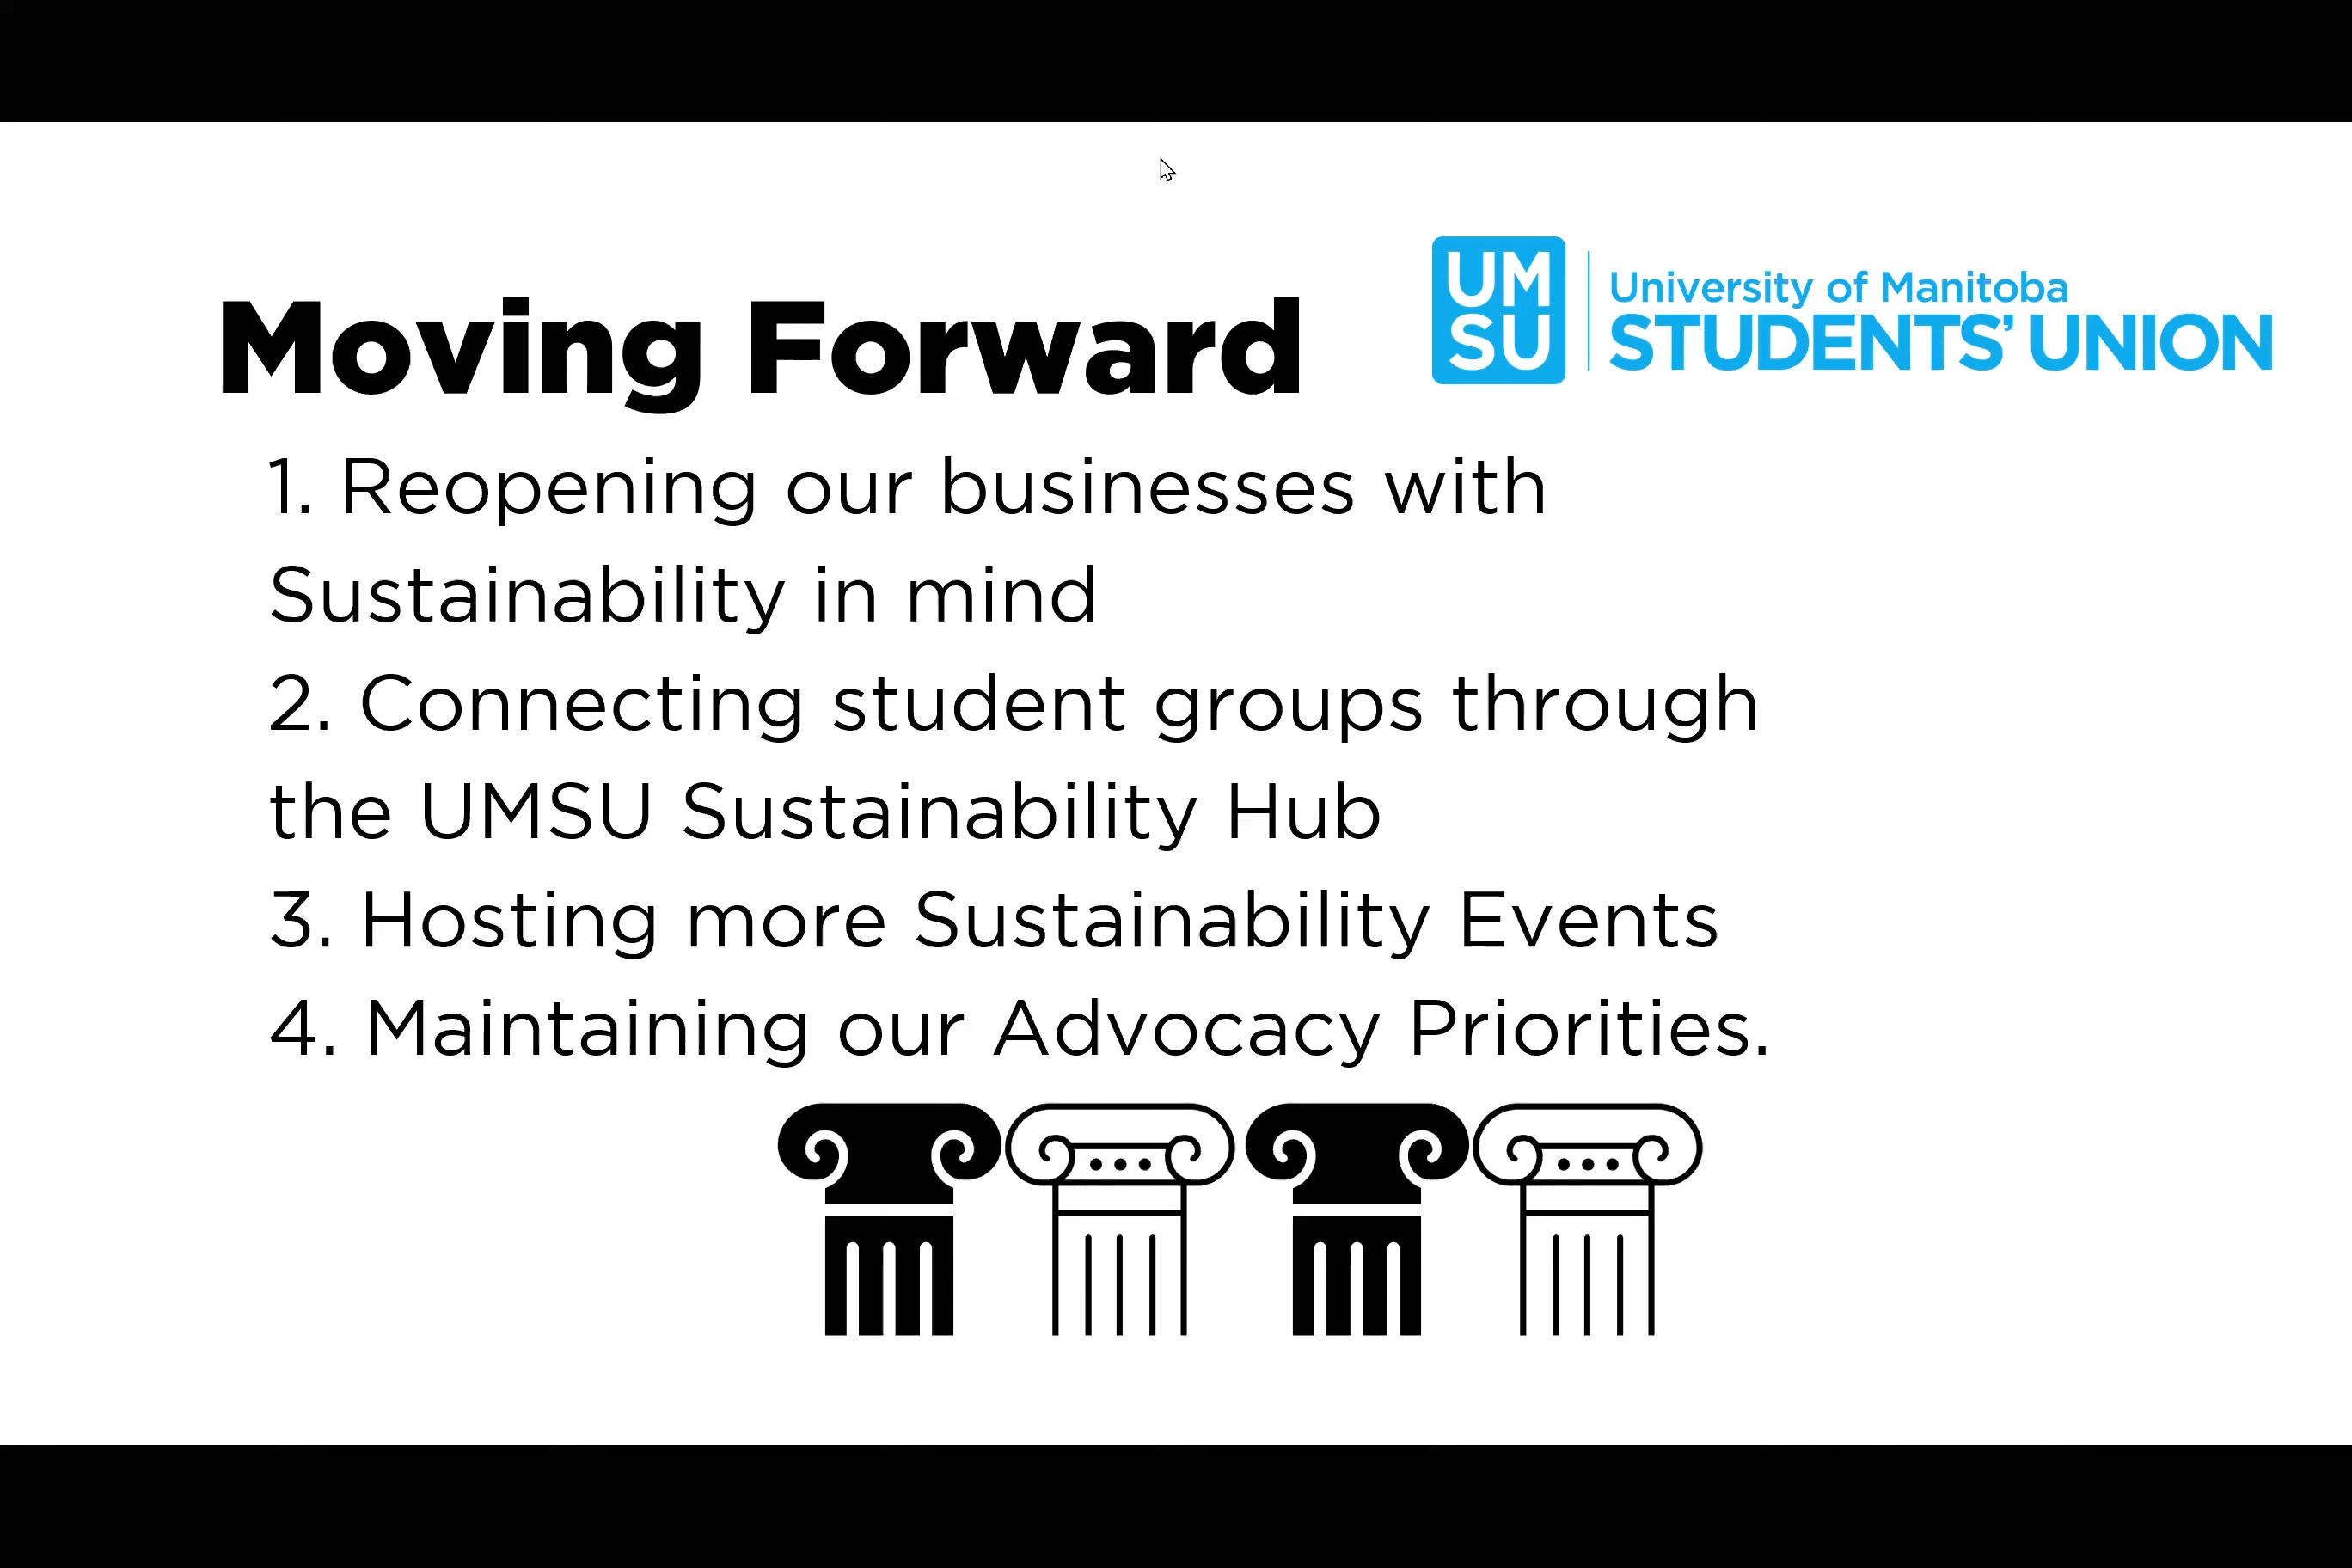 Moving Forward
UM
SU
University of Manitoba
STUDENTS' UNION
1. Reopening our businesses with
Sustainability in mind
2. Connecting student groups through
the UMSU Sustainability Hub
3. Hosting more Sustainability Events
4. Maintaining our Advocacy Priorities.